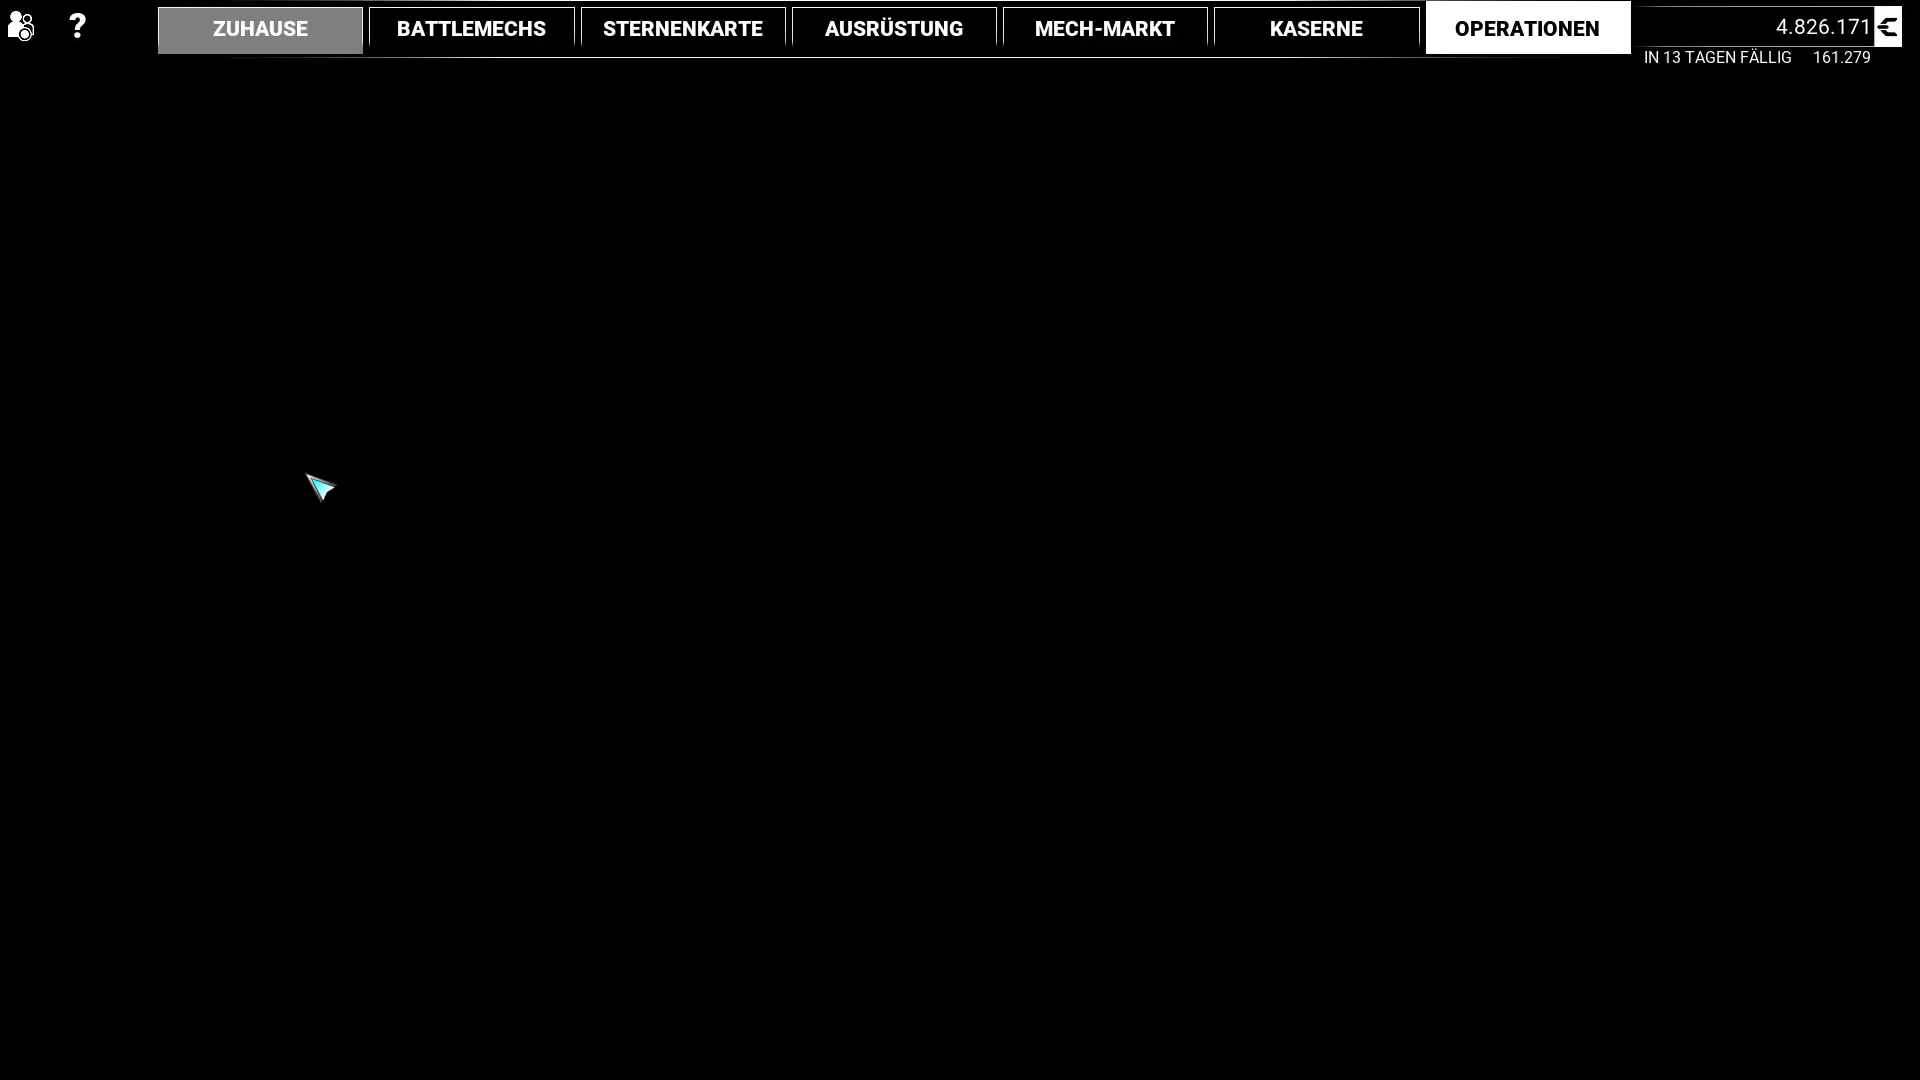 ?
ZUHAUSE
BATTLEMECHS
STERNENKARTE
AUSRÜSTUNG
MECH-MARKT
KASERNE
OPERATIONEN
4.826.171
IN 13 TAGEN FÄLLIG 161.279